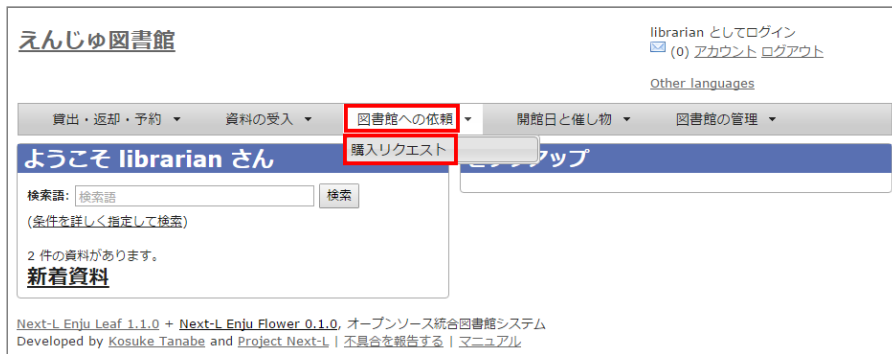 えんじゅ図書館
librarian としてログイン
(0) アカウント ログアウト
Other languages
貸出・返却・予約 ▼ 資料の受入 ▼ 図書館への依頼 ▼ 開館日と催し物 ▼ 図書館の管理 ▼
購入リクエスト
ようこそ librarian さん
検索語: 検索語 検索
(条件を詳しく指定して検索)
2 件の資料があります。
新着資料
Next-L Enju Leaf 1.1.0 + Next-L Enju Flower 0.1.0, オープンソース統合図書館システム
Developed by Kosuke Tanabe and Project Next-L | 不具合を報告する | マニュアル